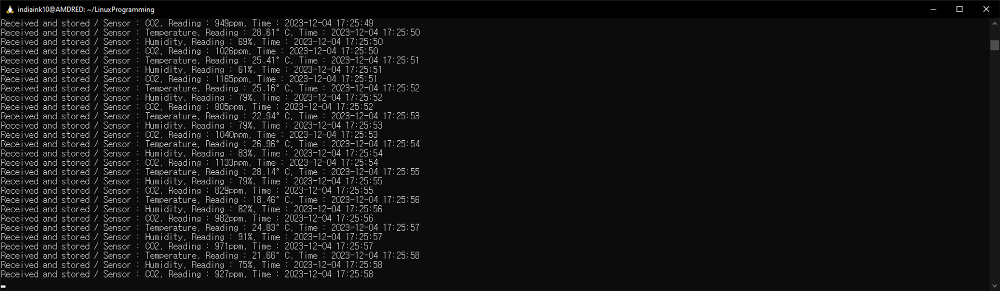 indiaink10@AMDRED: ~/LinuxProgramming
Received and stored / Sensor : CO2, Reading : 949ppm, Time : 2023-12-04 17:25:49
Received and stored / Sensor : Temperature, Reading : 28.61° C, Time : 2023-12-04 17:25:50
Received and stored / Sensor : Humidity, Reading : 69%, Time : 2023-12-04 17:25:50
Received and stored / Sensor : CO2, Reading : 1026ppm, Time : 2023-12-04 17:25:50
Received and stored / Sensor : Temperature, Reading : 25.41° C, Time : 2023-12-04 17:25:51
Received and stored / Sensor : Humidity, Reading : 61%, Time : 2023-12-04 17:25:51
Received and stored / Sensor : CO2, Reading : 1165ppm, Time : 2023-12-04 17:25:51
Received and stored / Sensor : Temperature, Reading : 25.16° C, Time : 2023-12-04 17:25:52
Received and stored / Sensor : Humidity, Reading : 79%, Time : 2023-12-04 17:25:52
Received and stored / Sensor : CO2, Reading : 805ppm, Time : 2023-12-04 17:25:52
Received and stored / Sensor : Temperature, Reading : 22.94° C, Time : 2023-12-04 17:25:53
Received and stored / Sensor : Humidity, Reading : 79%, Time : 2023-12-04 17:25:53
Received and stored / Sensor : CO2, Reading : 1040ppm, Time : 2023-12-04 17:25:53
Received and stored / Sensor : Temperature, Reading : 26.96° C, Time : 2023-12-04 17:25:54
Received and stored / Sensor : Humidity, Reading : 83%, Time : 2023-12-04 17:25:54
Received and stored / Sensor : CO2, Reading : 1133ppm, Time : 2023-12-04 17:25:54
Received and stored / Sensor : Temperature, Reading : 28.14° C, Time : 2023-12-04 17:25:55
Received and stored / Sensor : Humidity, Reading : 79%, Time : 2023-12-04 17:25:55
Received and stored / Sensor : CO2, Reading : 829ppm, Time : 2023-12-04 17:25:55
Received and stored / Sensor : Temperature, Reading : 18.46° C, Time : 2023-12-04 17:25:56
Received and stored / Sensor : Humidity, Reading : 82%, Time : 2023-12-04 17:25:56
Received and stored / Sensor : CO2, Reading : 982ppm, Time : 2023-12-04 17:25:56
Received and stored / Sensor : Temperature, Reading : 24.83° C, Time : 2023-12-04 17:25:57
Received and stored / Sensor : Humidity, Reading : 91%, Time : 2023-12-04 17:25:57
Received and stored / Sensor : CO2, Reading : 971ppm, Time : 2023-12-04 17:25:57
Received and stored / Sensor : Temperature, Reading : 21.66° C, Time : 2023-12-04 17:25:58
Received and stored / Sensor : Humidity, Reading : 75%, Time : 2023-12-04 17:25:58
Received and stored / Sensor : CO2, Reading : 927ppm, Time : 2023-12-04 17:25:58